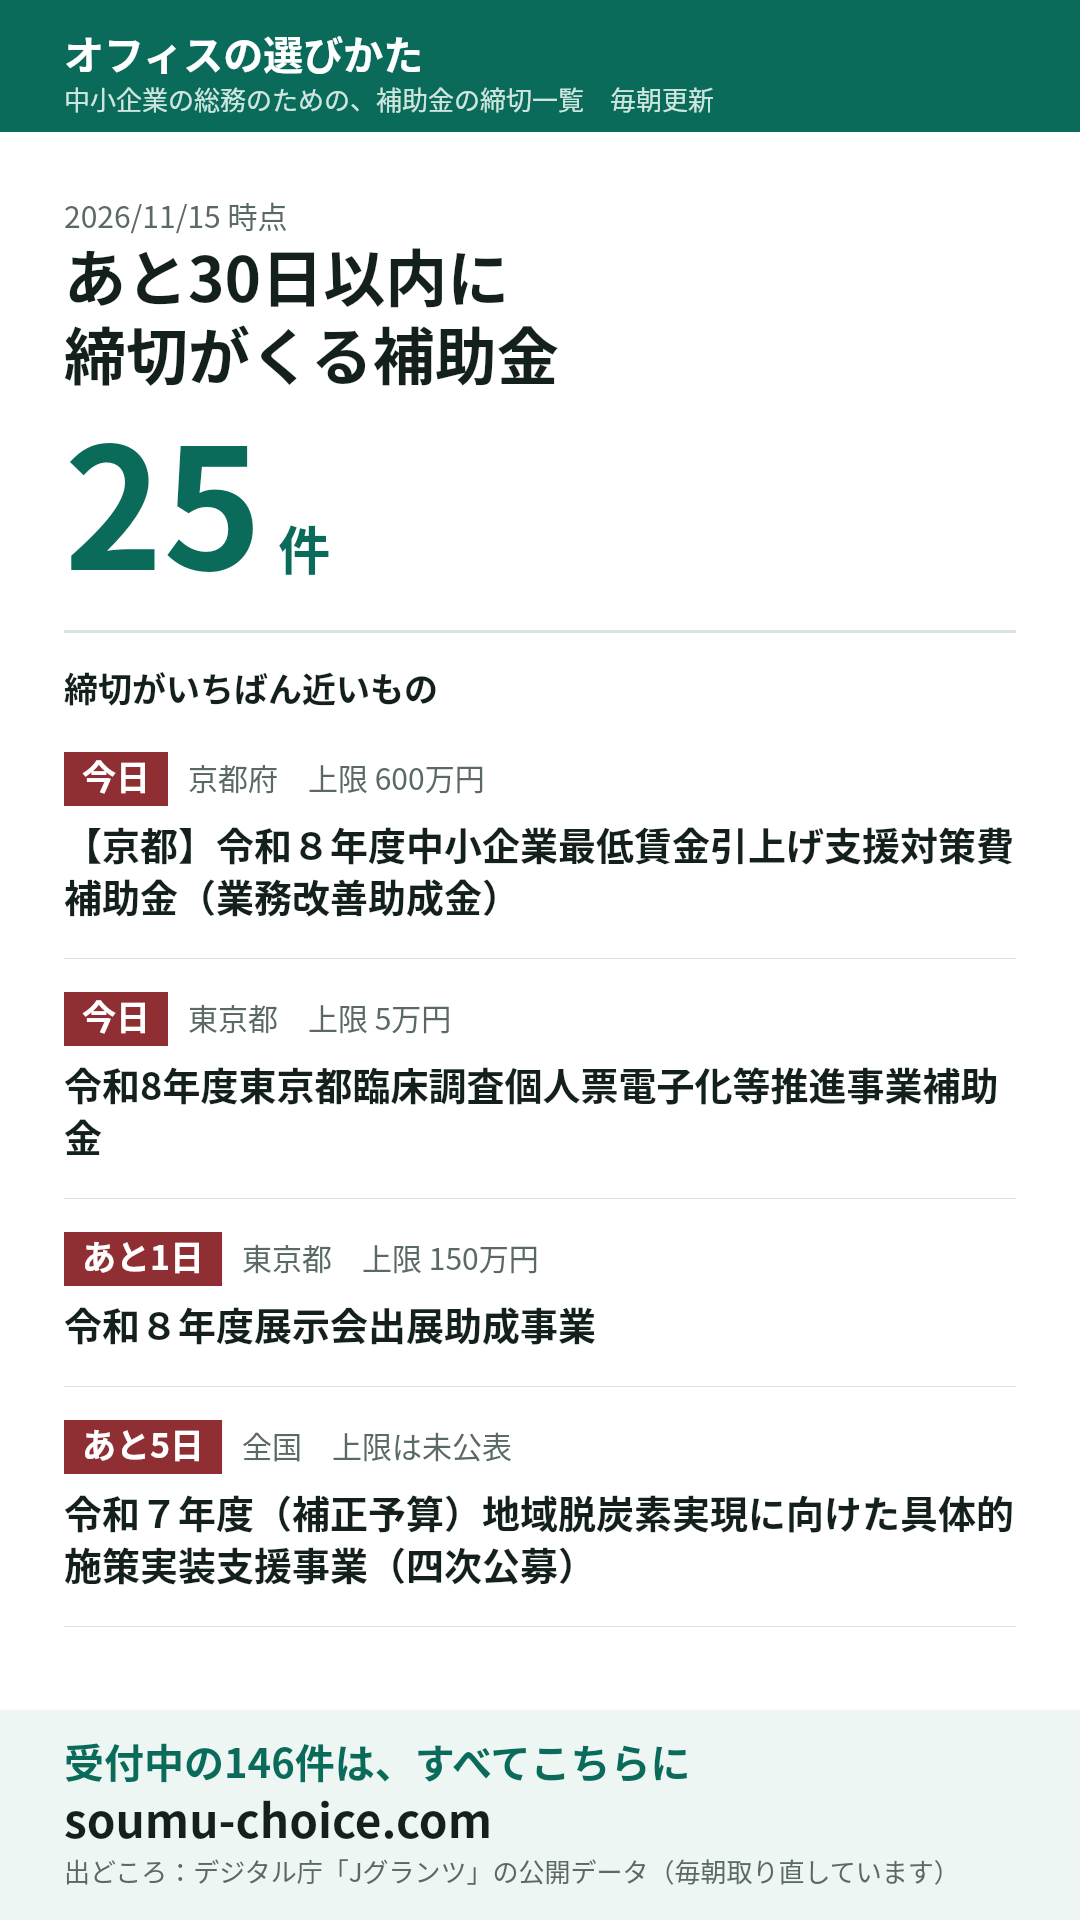 オフィスの選びかた
中小企業の総務のための、補助金の締切一覧　毎朝更新
2026/11/15 時点
あと30日以内に
締切がくる補助金
25 件
締切がいちばん近いもの
今日　京都府　上限 600万円
【京都】令和８年度中小企業最低賃金引上げ支援対策費
補助金（業務改善助成金）
今日　東京都　上限 5万円
令和8年度東京都臨床調査個人票電子化等推進事業補助
金
あと1日　東京都　上限 150万円
令和８年度展示会出展助成事業
あと5日　全国　上限は未公表
令和７年度（補正予算）地域脱炭素実現に向けた具体的
施策実装支援事業（四次公募）
受付中の146件は、すべてこちらに
soumu-choice.com
出どころ：デジタル庁「Jグランツ」の公開データ（毎朝取り直しています）